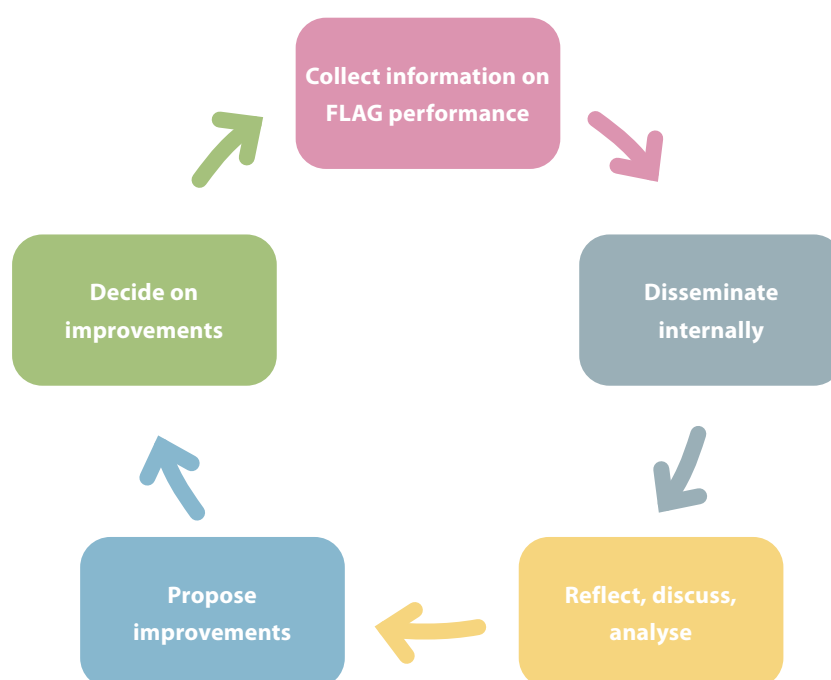 Collect information on
FLAG performance
Disseminate
internally
Reflect, discuss,
analyse
Propose
improvements
Decide on
improvements